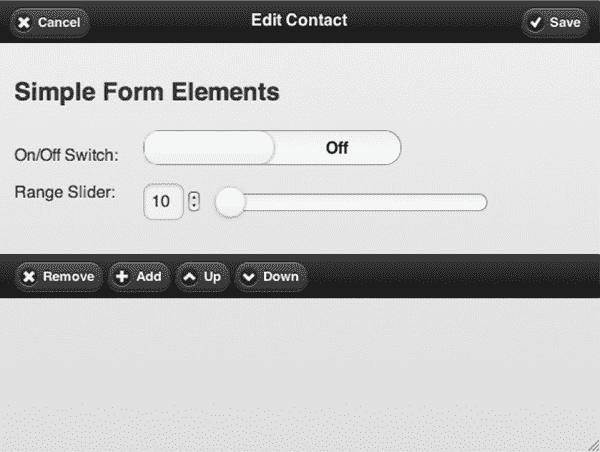 Cancel Edit Contact Save
Simple Form Elements
On/Off Switch: Off
Range Slider: 10
Remove Add Up Down